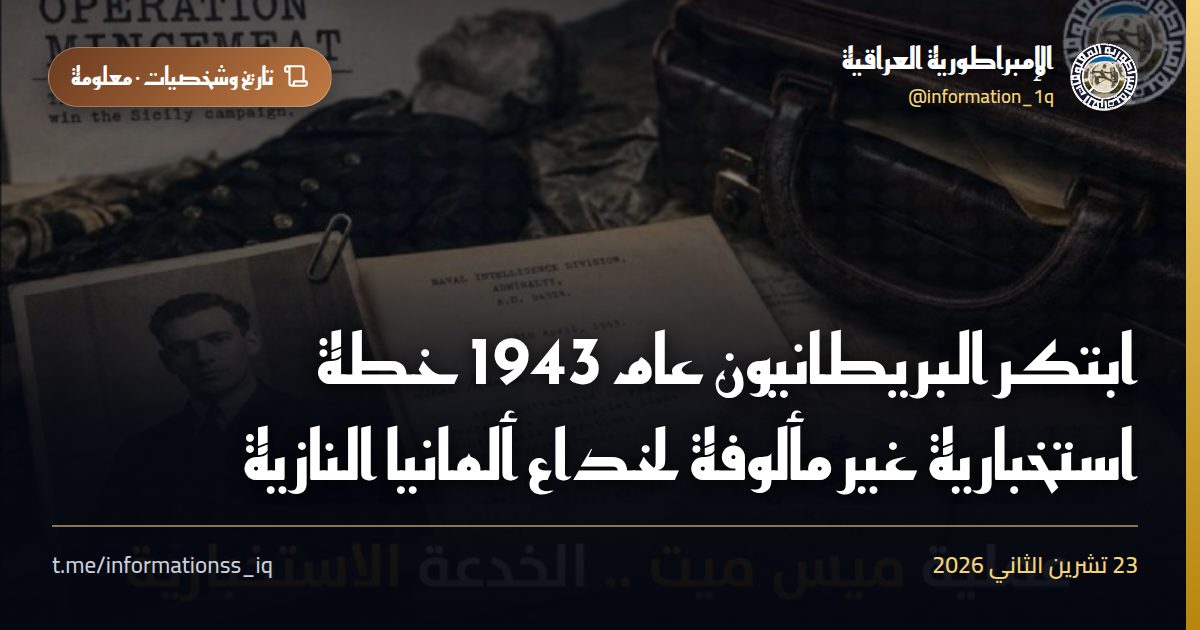 OPERATION
MINCEMEAT
win the Sicily campaign.
تاريخ وشخصيات · معلومة
الإمبراطورية العراقية
@information_1q
NAVAL INTELLIGENCE DIVISION,
ADMIRALTY,
ابتكر البريطانيون عام 1943 خطة
استخبارية غير مألوفة لخداع ألمانيا النازية
عملية ميس ميت .. الخدعة الاستخبارية
23 تشرين الثاني 2026
t.me/informationss_iq